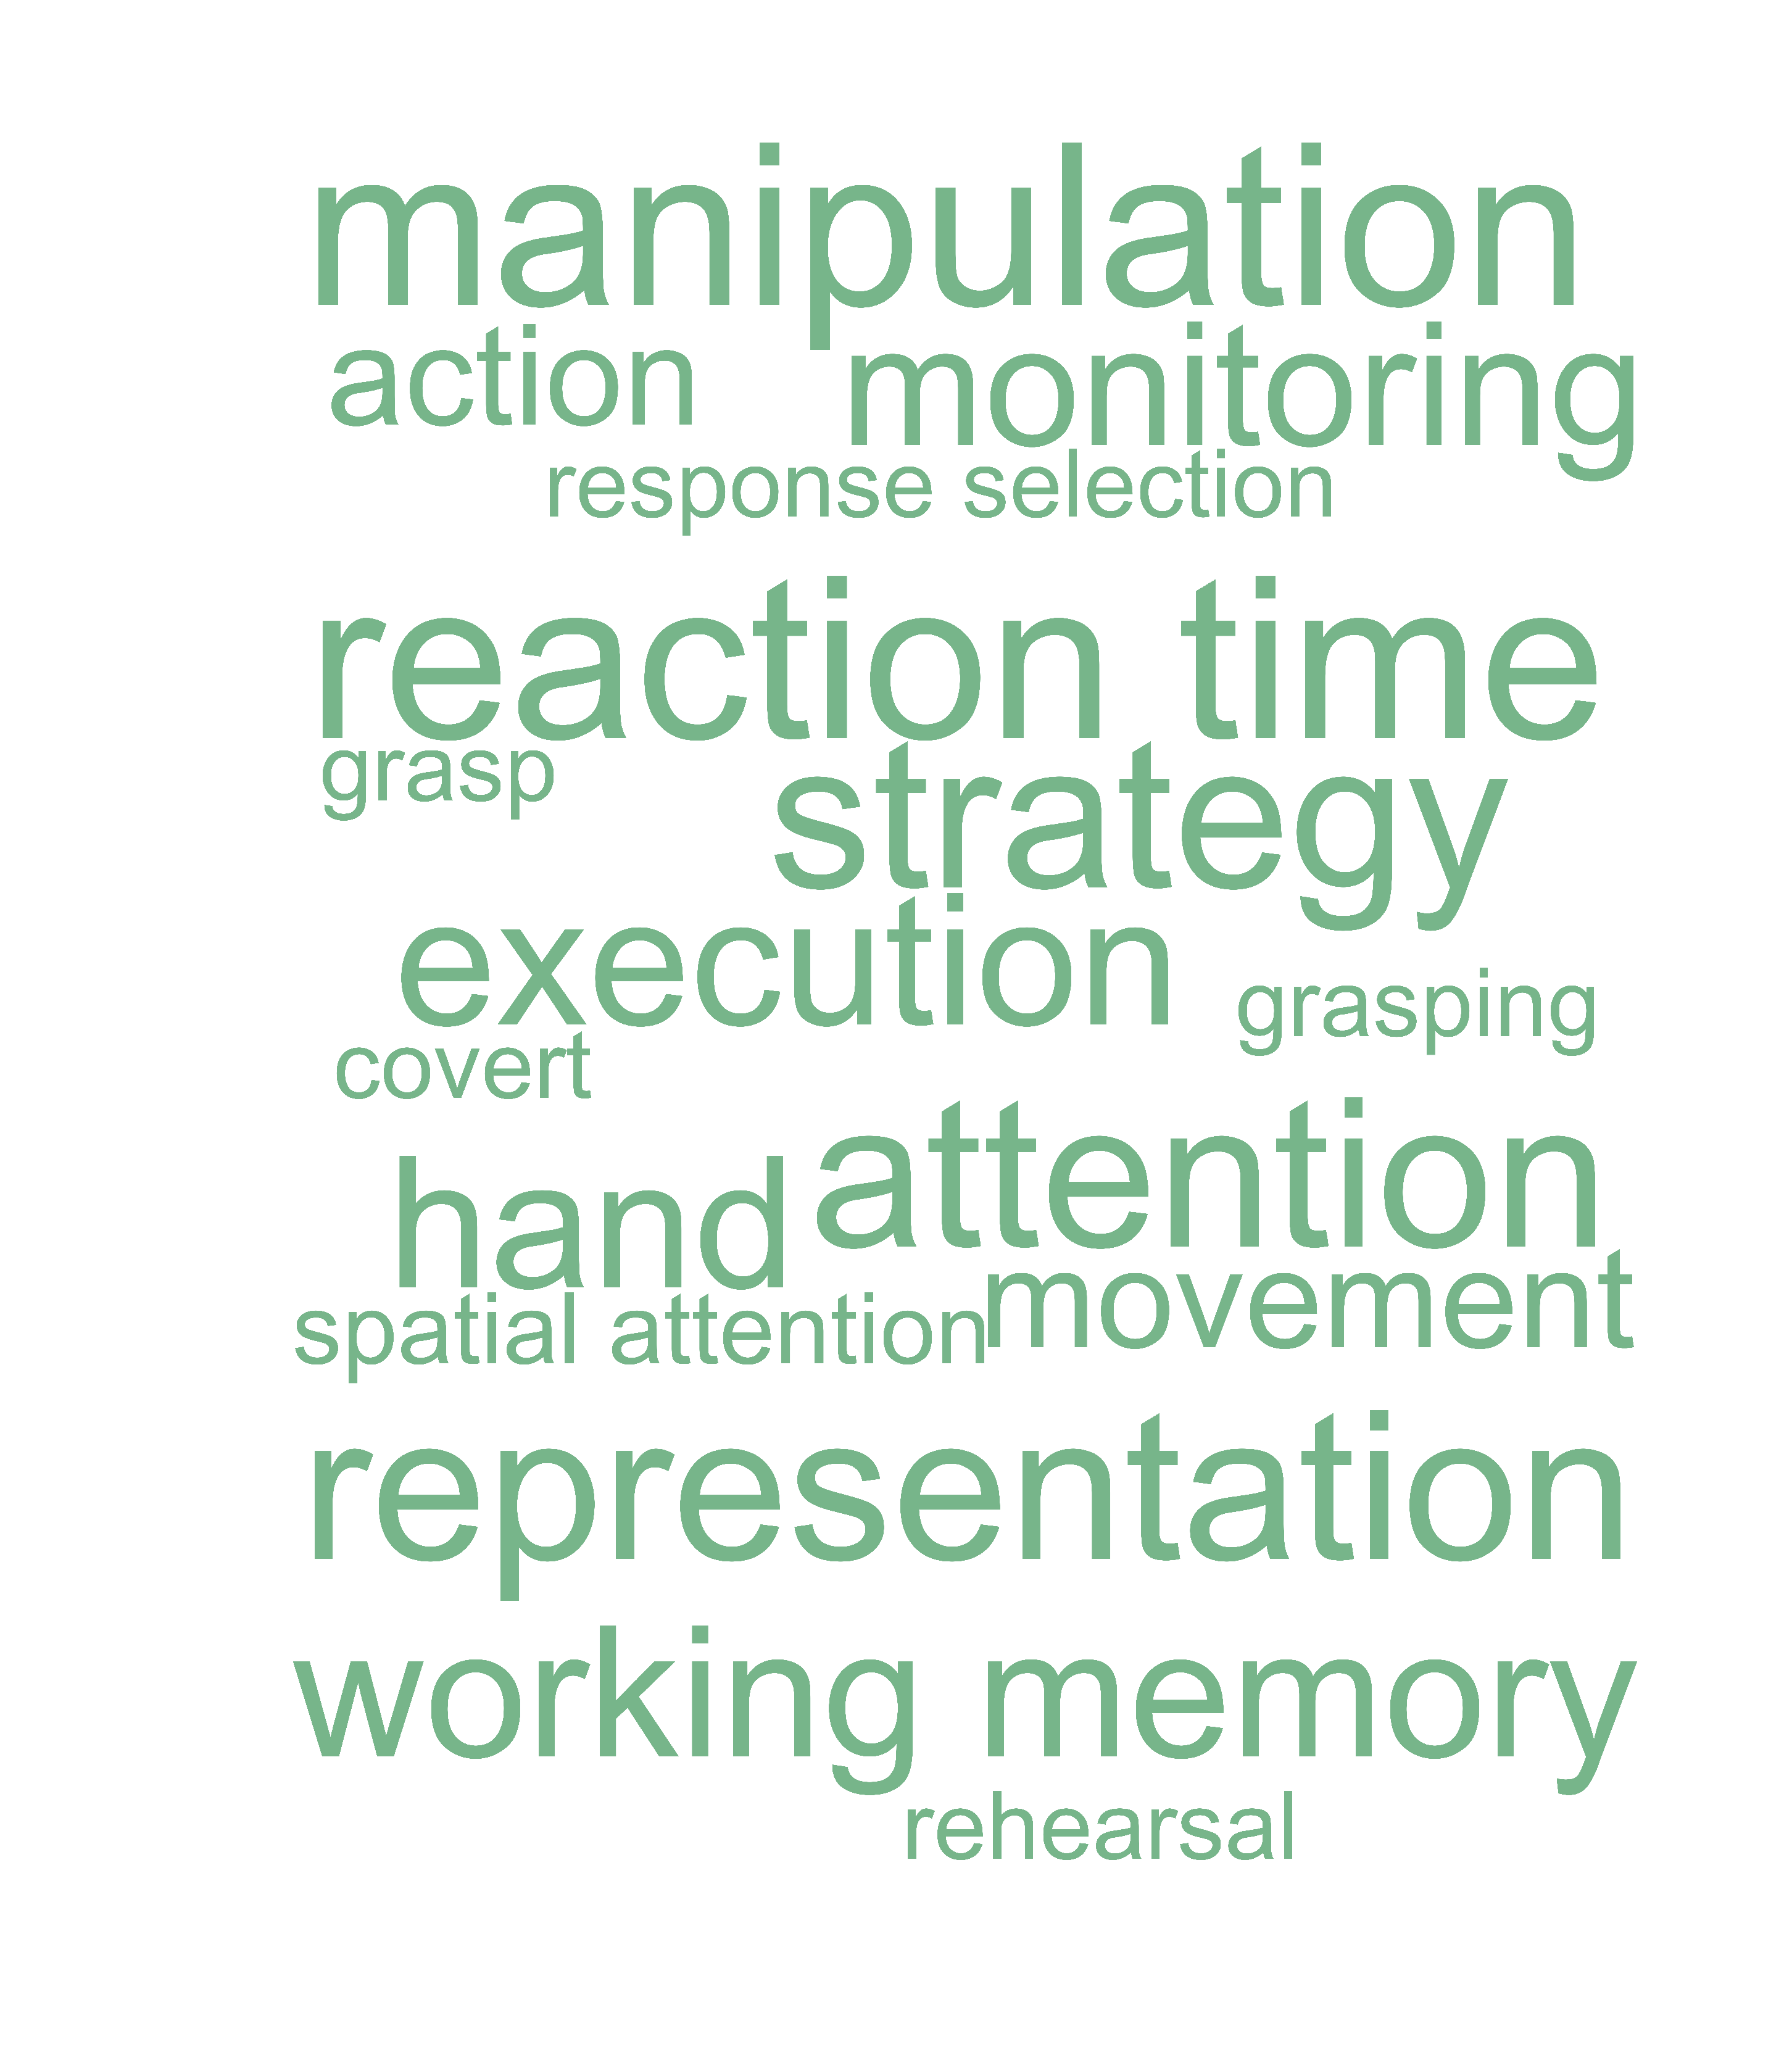 manipulation
action monitoring
response selection
reaction time
grasp
strategy
execution
grasping
covert
attention
hand
movement
spatial attention
representation
working memory
rehearsal